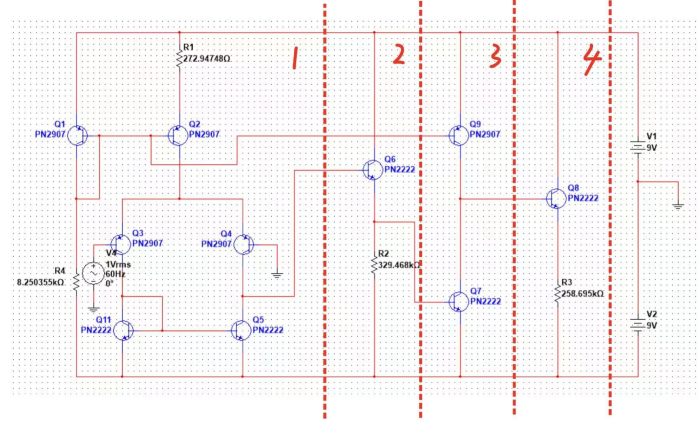 1
2
3
4
R1
272.94748Ω
Q1
PN2907
Q2
PN2907
Q9
PN2907
V1
9V
Q6
PN2222
Q8
PN2222
Q3
PN2907
Q4
PN2907
V4
1Vrms
60Hz
0°
R4
8.250355kΩ
R2
329.468kΩ
R3
258.695kΩ
Q7
PN2222
Q11
PN2222
Q5
PN2222
V2
9V